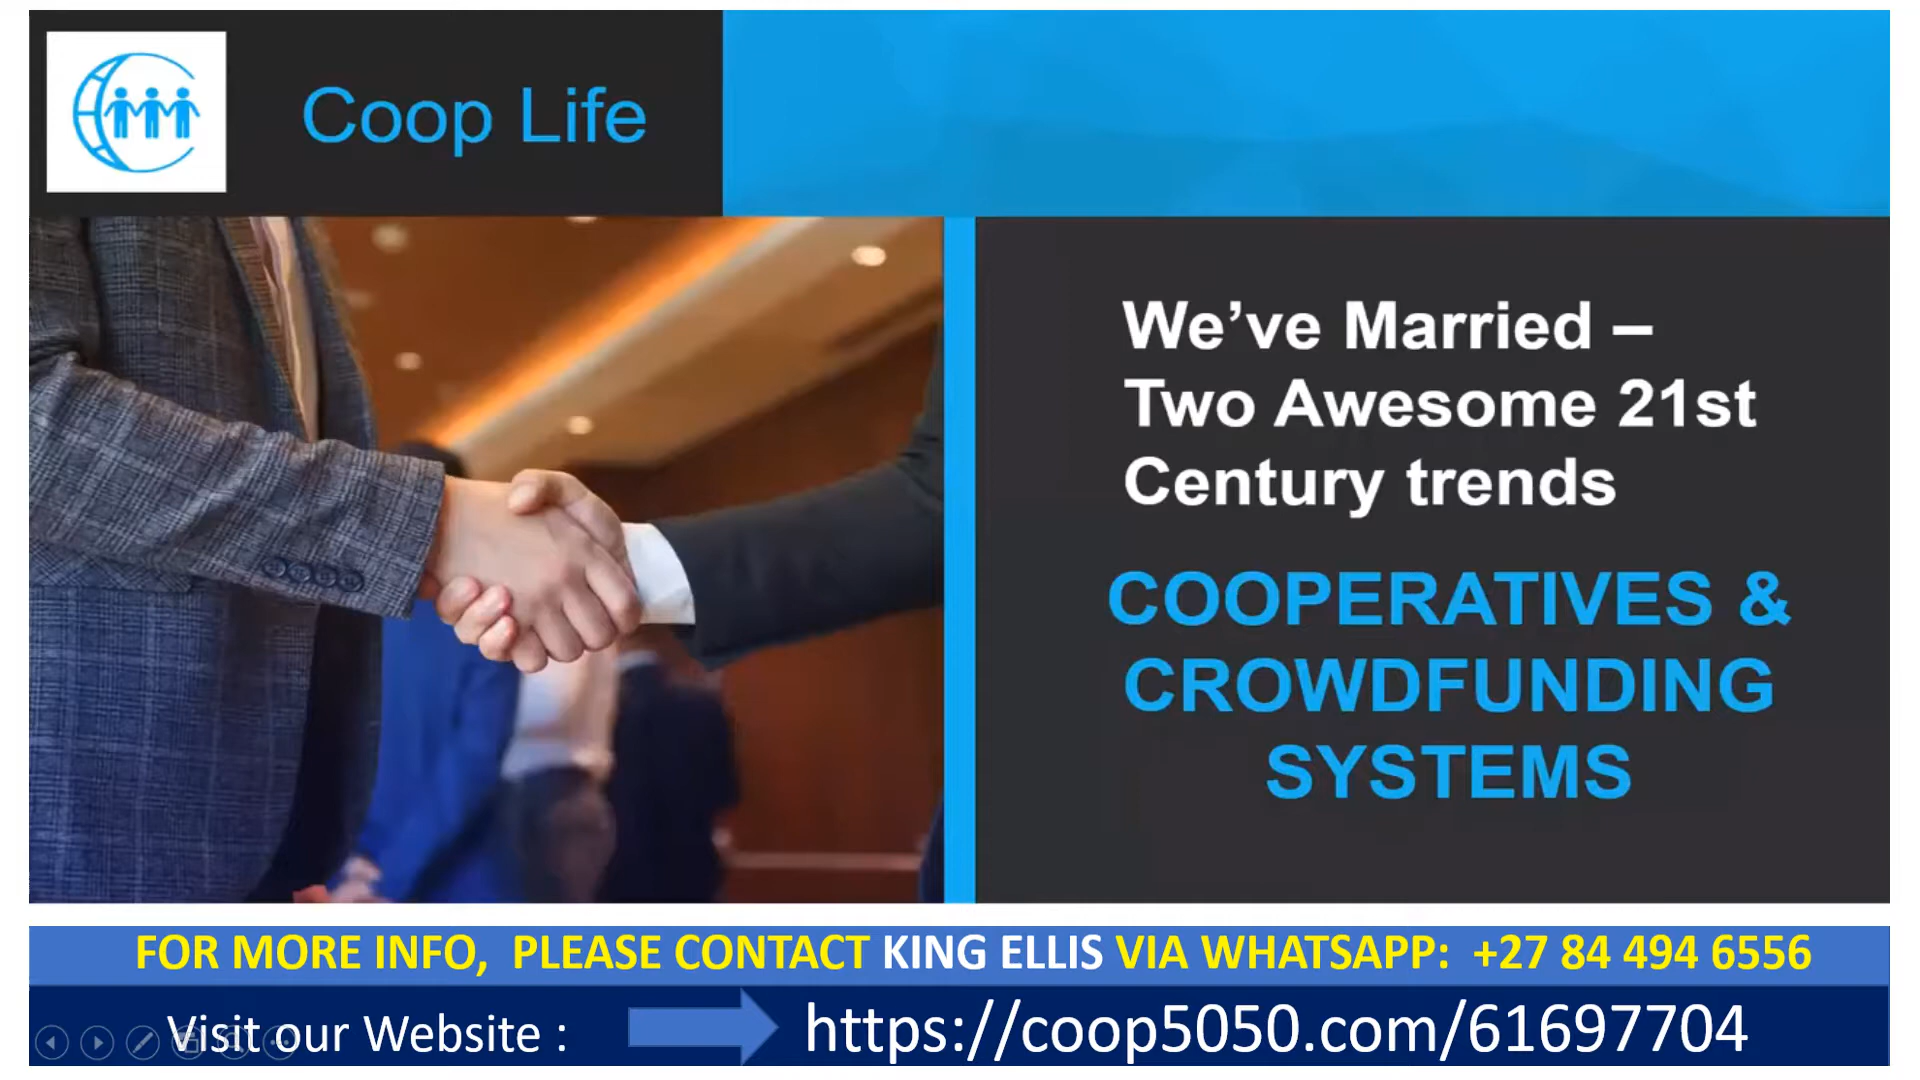 Coop Life
We’ve Married –
Two Awesome 21st
Century trends
COOPERATIVES &
CROWDFUNDING
SYSTEMS
FOR MORE INFO, PLEASE CONTACT KING ELLIS VIA WHATSAPP: +27 84 494 6556
Visit our Website : https://coop5050.com/61697704